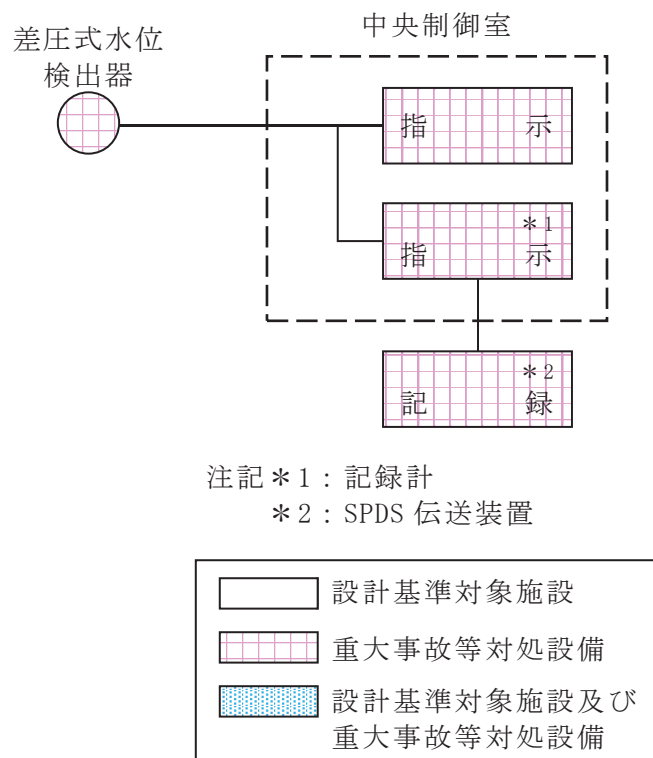 差圧式水位
検出器
中央制御室
指 示
＊1
指 示
＊2
記 録
注記＊1：記録計
＊2：SPDS 伝送装置
設計基準対象施設
重大事故等対処設備
設計基準対象施設及び
重大事故等対処設備